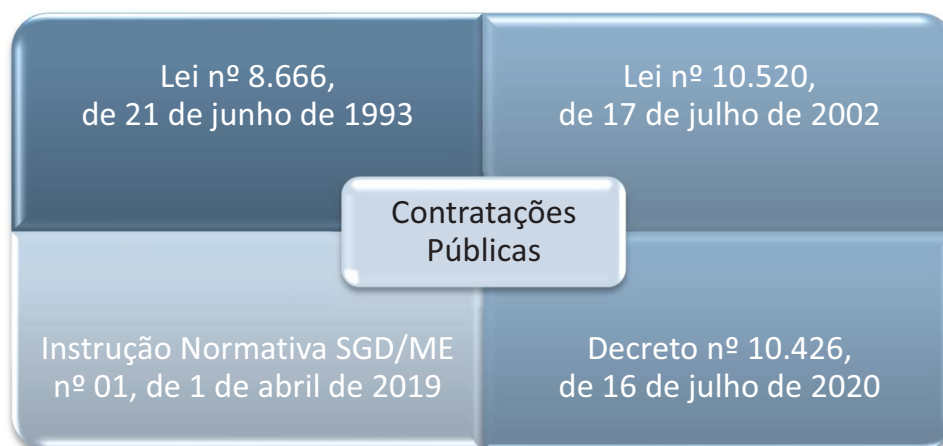 Lei nº 8.666,
de 21 de junho de 1993
Lei nº 10.520,
de 17 de julho de 2002
Contratações
Públicas
Instrução Normativa SGD/ME
nº 01, de 1 de abril de 2019
Decreto nº 10.426,
de 16 de julho de 2020